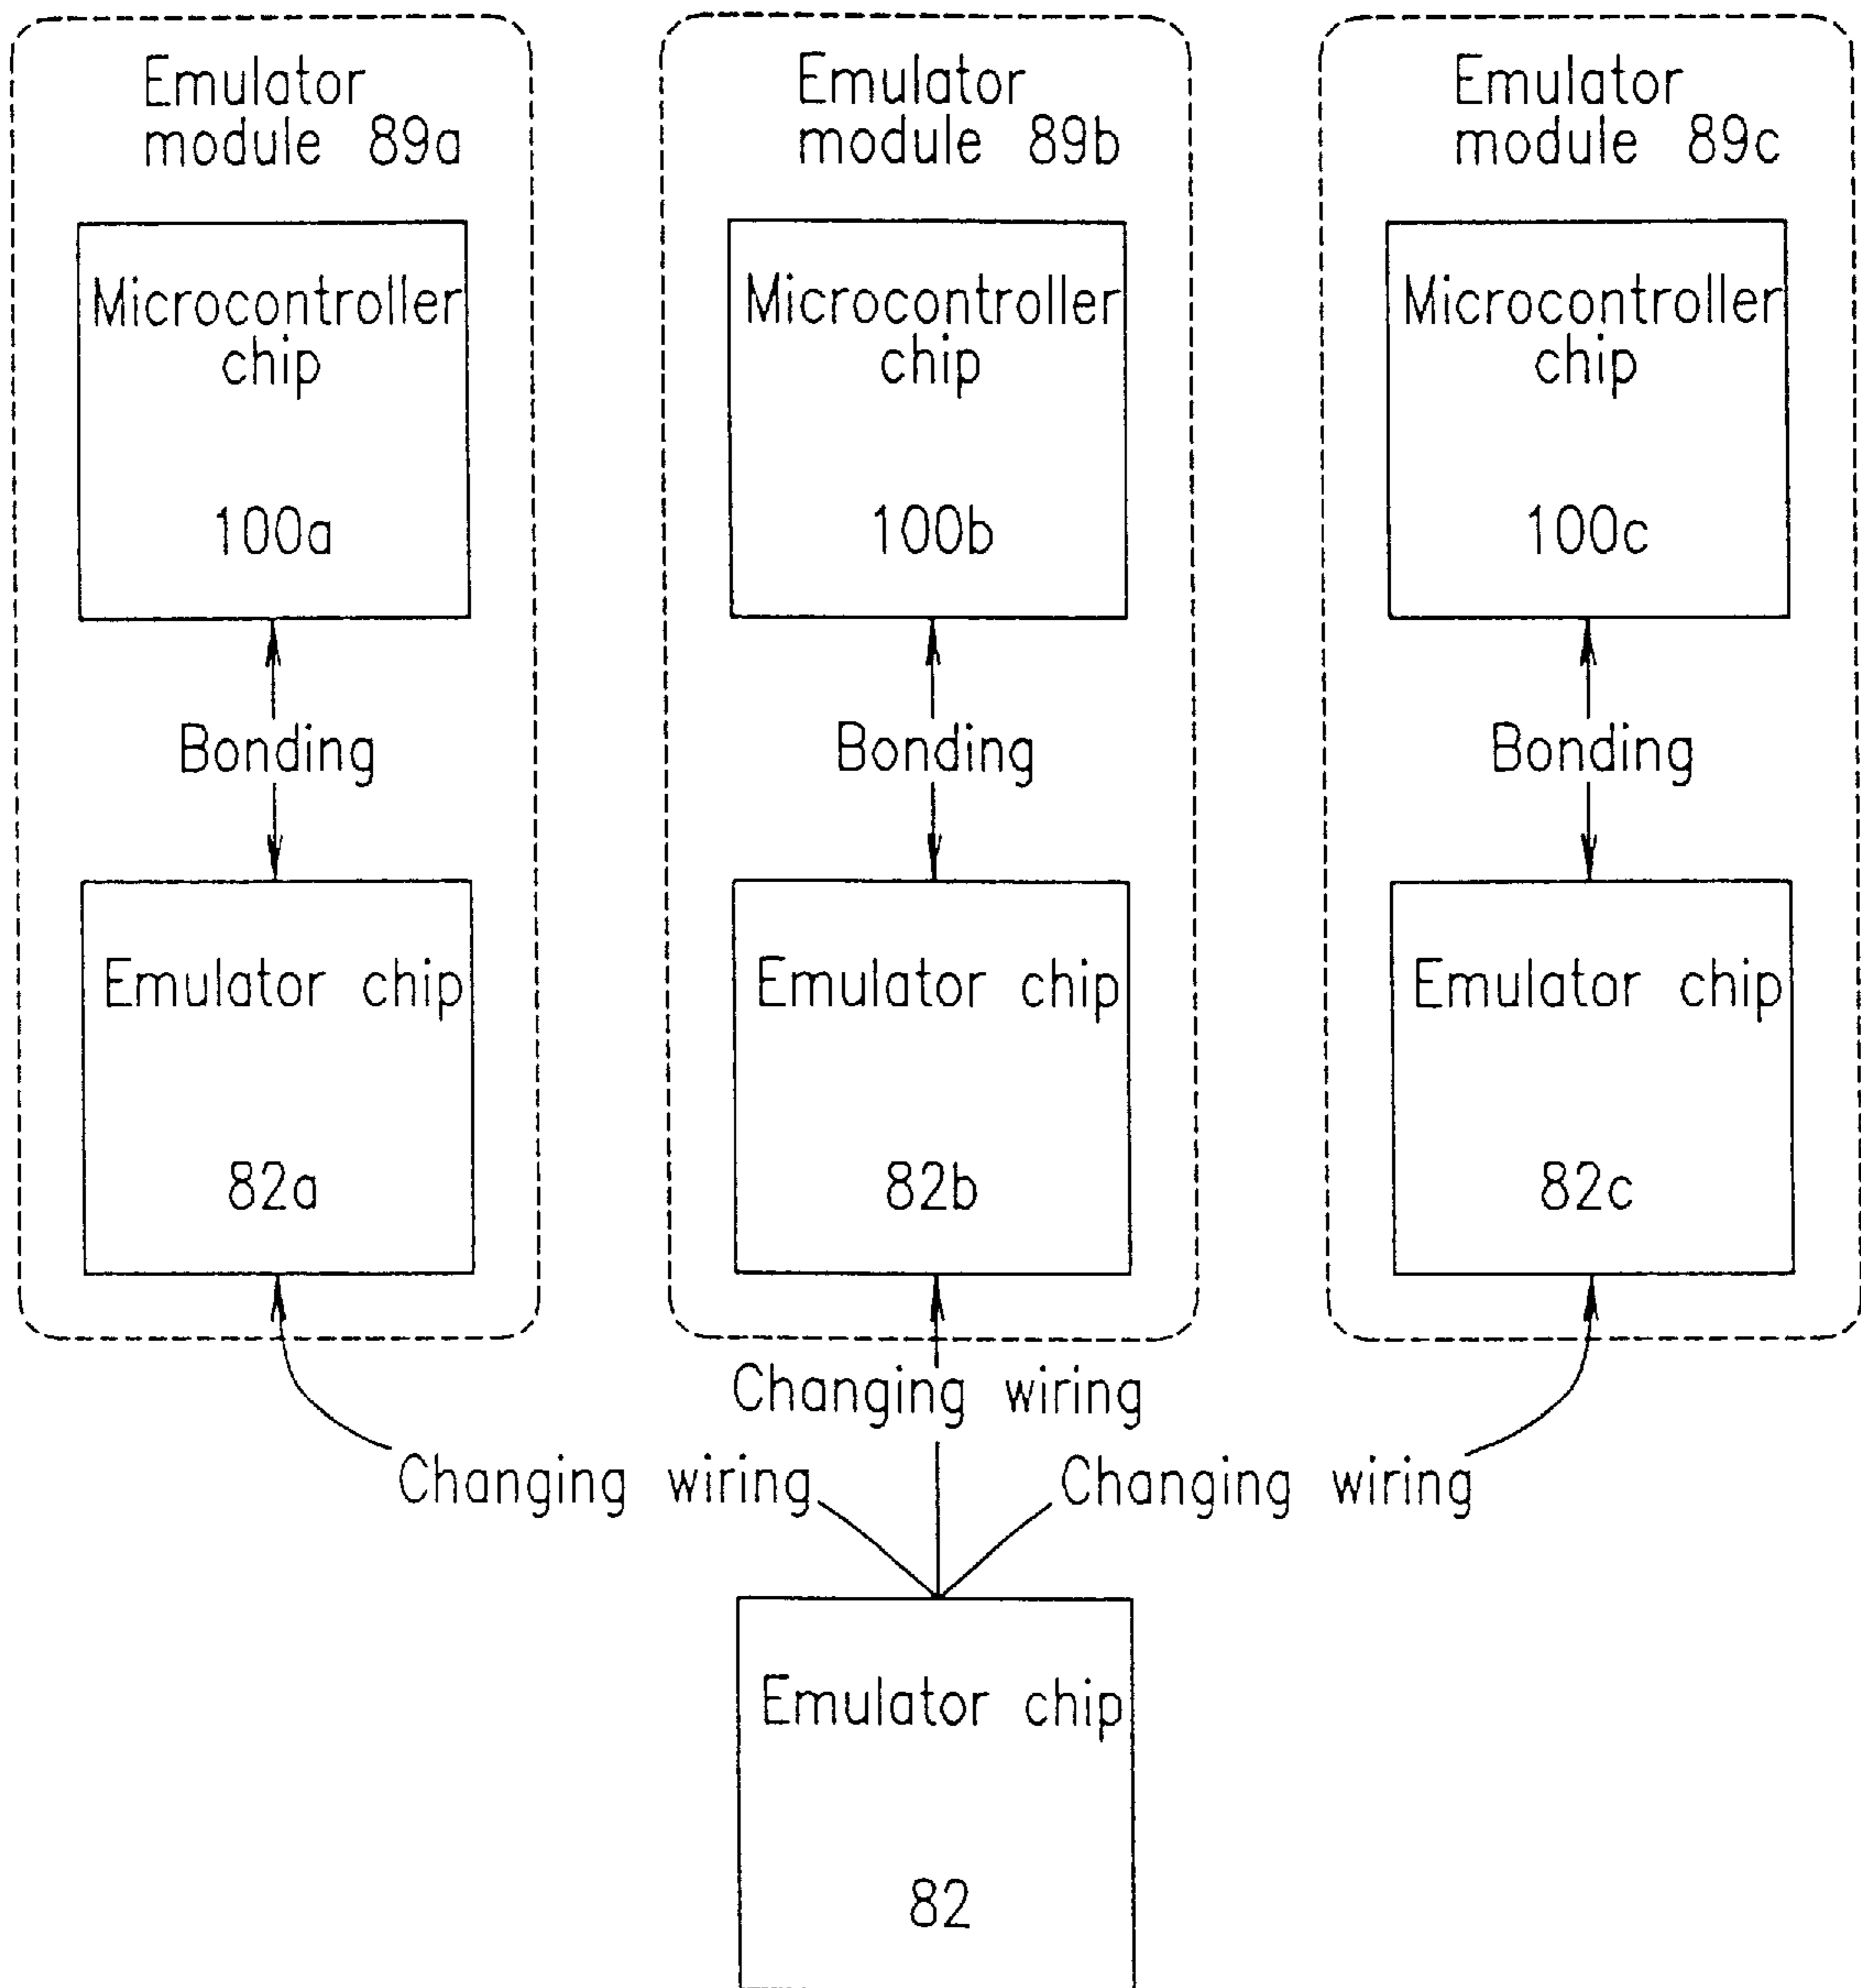 Emulator
module 89a
Microcontroller
chip
100a
Bonding
Emulator chip
82a
Emulator
module 89b
Microcontroller
chip
100b
Bonding
Emulator chip
82b
Emulator
module 89c
Microcontroller
chip
100c
Bonding
Emulator chip
82c
Changing wiring
Changing wiring
Changing wiring
Emulator chip
82